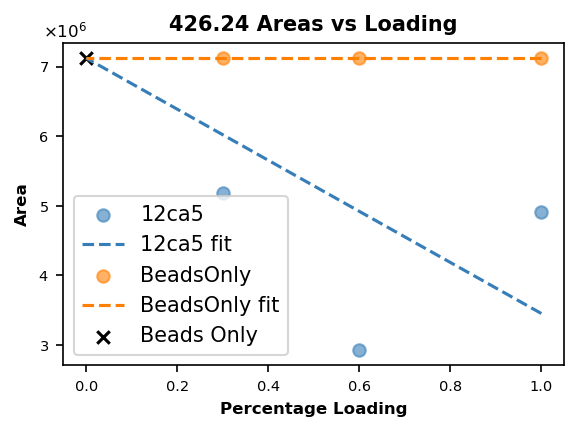 426.24 Areas vs Loading
×10⁶
7
6
5
4
3
Area
12ca5
12ca5 fit
BeadsOnly
BeadsOnly fit
Beads Only
0.0 0.2 0.4 0.6 0.8 1.0
Percentage Loading